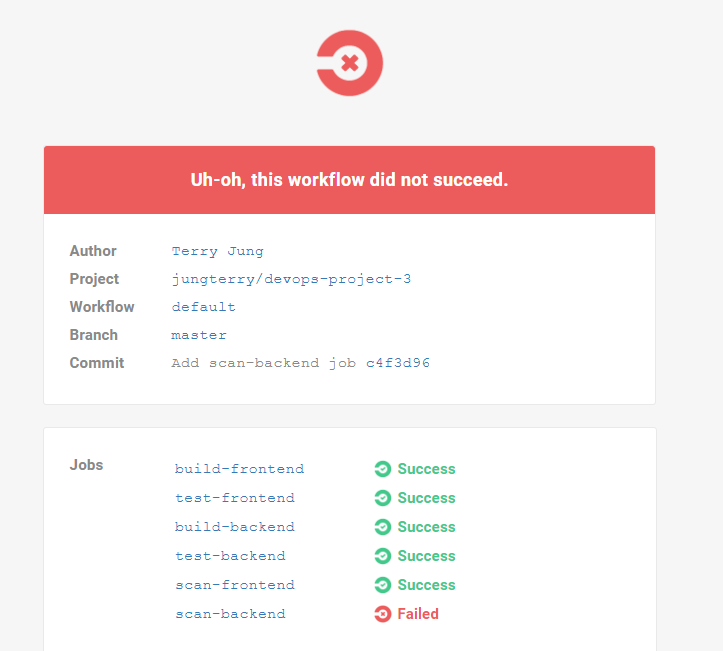 Uh-oh, this workflow did not succeed.
Author Terry Jung
Project jungterry/devops-project-3
Workflow default
Branch master
Commit Add scan-backend job c4f3d96
Jobs
build-frontend Success
test-frontend Success
build-backend Success
test-backend Success
scan-frontend Success
scan-backend Failed